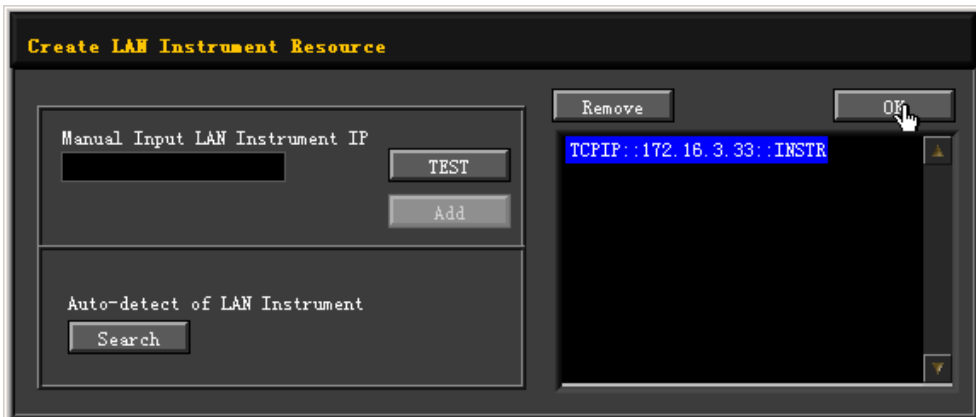 Create LAN Instrument Resource
Manual Input LAN Instrument IP
TEST
Add
Auto-detect of LAN Instrument
Search
Remove
OK
TCPIP::172.16.3.33::INSTR